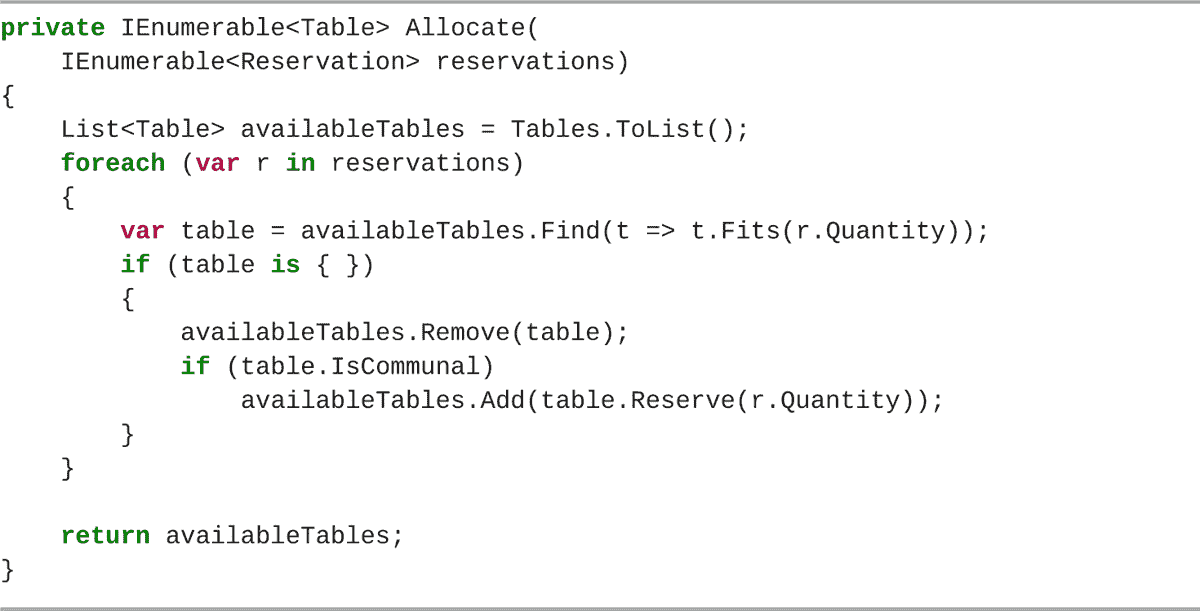 private IEnumerable<Table> Allocate(
    IEnumerable<Reservation> reservations)
{
    List<Table> availableTables = Tables.ToList();
    foreach (var r in reservations)
    {
        var table = availableTables.Find(t => t.Fits(r.Quantity));
        if (table is { })
        {
            availableTables.Remove(table);
            if (table.IsCommunal)
                availableTables.Add(table.Reserve(r.Quantity));
        }
    }

    return availableTables;
}